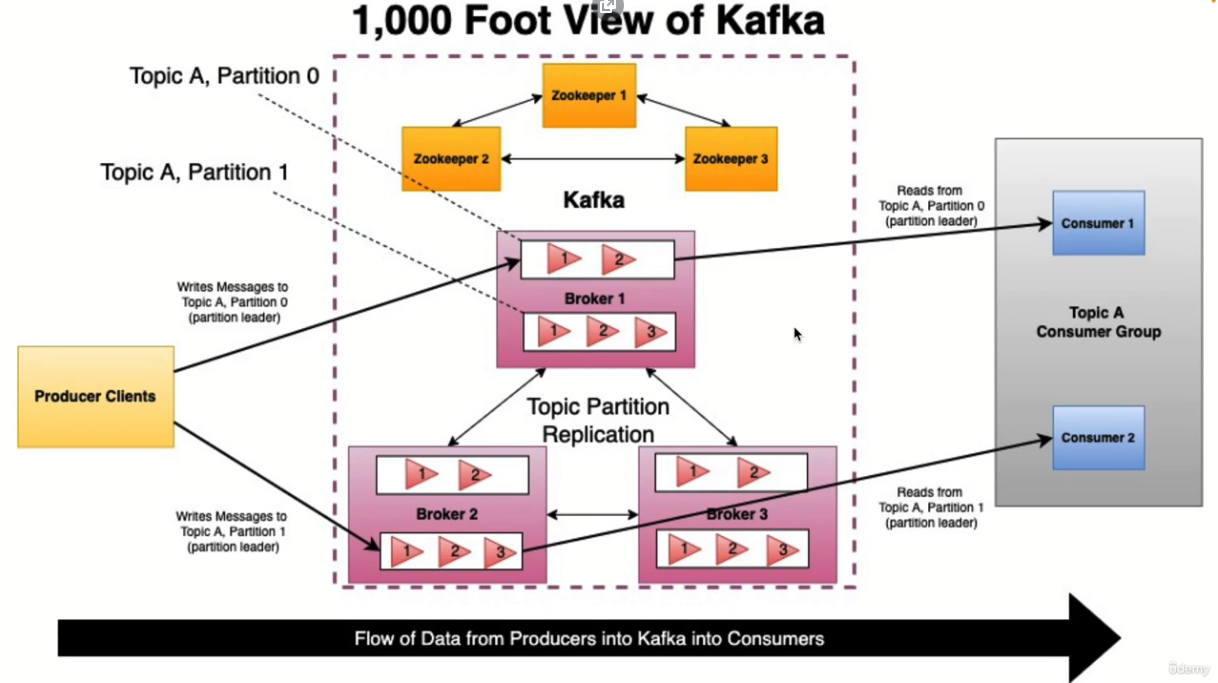 1,000 Foot View of Kafka
Topic A, Partition 0
Topic A, Partition 1
Zookeeper 1
Zookeeper 2
Zookeeper 3
Kafka
1
2
Broker 1
1
2
3
Writes Messages to
Topic A, Partition 0
(partition leader)
Reads from
Topic A, Partition 0
(partition leader)
Consumer 1
Topic A
Consumer Group
Consumer 2
Producer Clients
Topic Partition
Replication
1
2
Broker 2
1
2
3
1
2
Broker 3
1
2
3
Writes Messages to
Topic A, Partition 1
(partition leader)
Reads from
Topic A, Partition 1
(partition leader)
Flow of Data from Producers into Kafka into Consumers
ûdemy